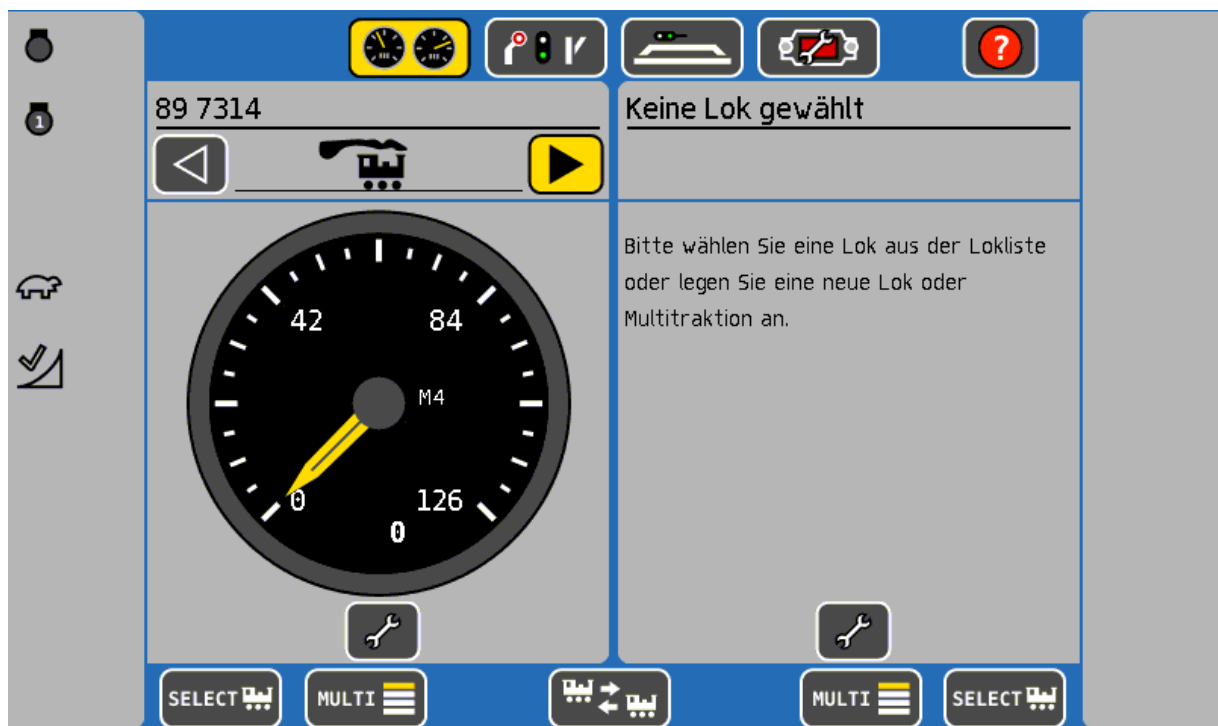 ?
89 7314
Keine Lok gewählt
1
Bitte wählen Sie eine Lok aus der Lokliste
oder legen Sie eine neue Lok oder
Multitraktion an.
42
84
M4
0
126
0
SELECT
MULTI
MULTI
SELECT